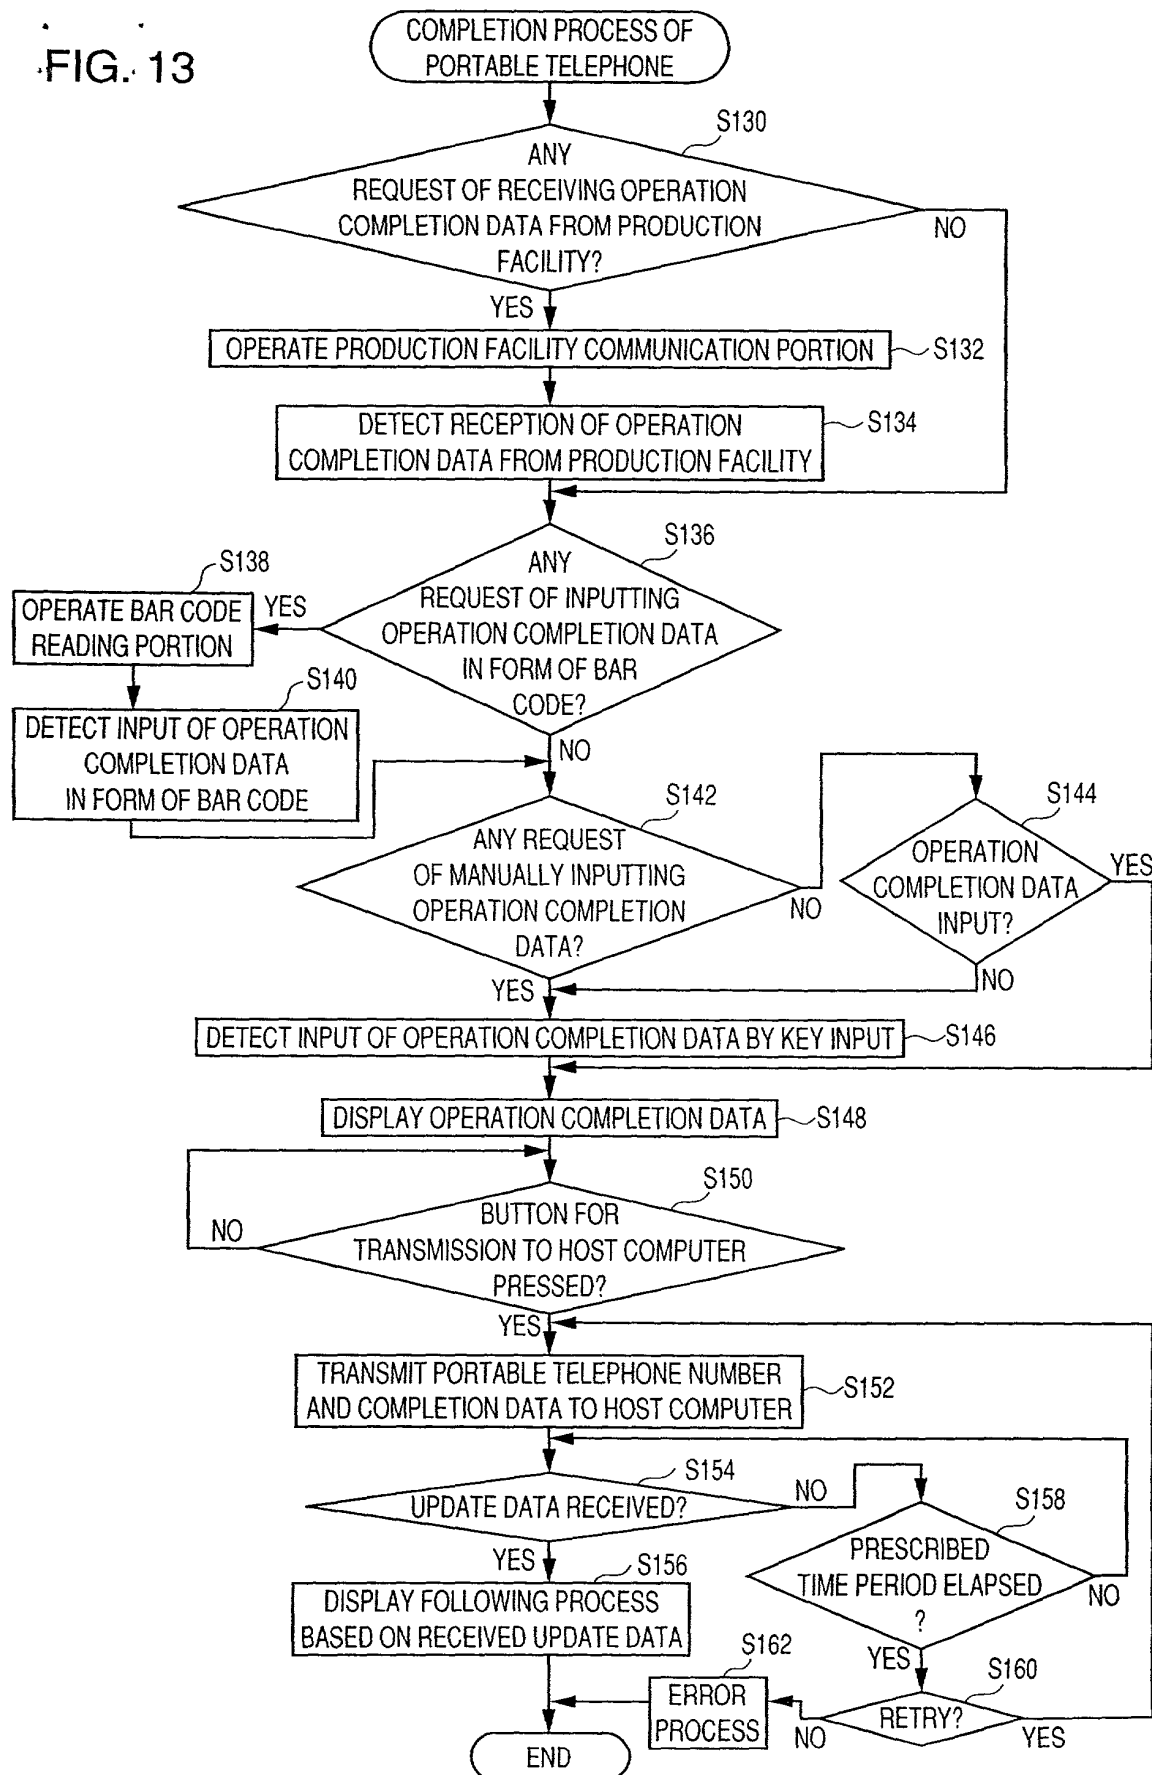 FIG. 13
COMPLETION PROCESS OF
PORTABLE TELEPHONE
S130
ANY
REQUEST OF RECEIVING OPERATION
COMPLETION DATA FROM PRODUCTION
FACILITY?
NO
YES
OPERATE PRODUCTION FACILITY COMMUNICATION PORTION
S132
DETECT RECEPTION OF OPERATION
COMPLETION DATA FROM PRODUCTION FACILITY
S134
S136
ANY
REQUEST OF INPUTTING
OPERATION COMPLETION DATA
IN FORM OF BAR
CODE?
YES
S138
OPERATE BAR CODE
READING PORTION
S140
DETECT INPUT OF OPERATION
COMPLETION DATA
IN FORM OF BAR CODE
NO
S142
ANY REQUEST
OF MANUALLY INPUTTING
OPERATION COMPLETION
DATA?
NO
S144
OPERATION
COMPLETION DATA
INPUT?
YES
NO
YES
DETECT INPUT OF OPERATION COMPLETION DATA BY KEY INPUT
S146
DISPLAY OPERATION COMPLETION DATA
S148
S150
BUTTON FOR
TRANSMISSION TO HOST COMPUTER
PRESSED?
NO
YES
TRANSMIT PORTABLE TELEPHONE NUMBER
AND COMPLETION DATA TO HOST COMPUTER
S152
S154
UPDATE DATA RECEIVED?
NO
S158
PRESCRIBED
TIME PERIOD ELAPSED
?
NO
YES
S156
DISPLAY FOLLOWING PROCESS
BASED ON RECEIVED UPDATE DATA
YES
S160
RETRY?
YES
NO
S162
ERROR
PROCESS
END